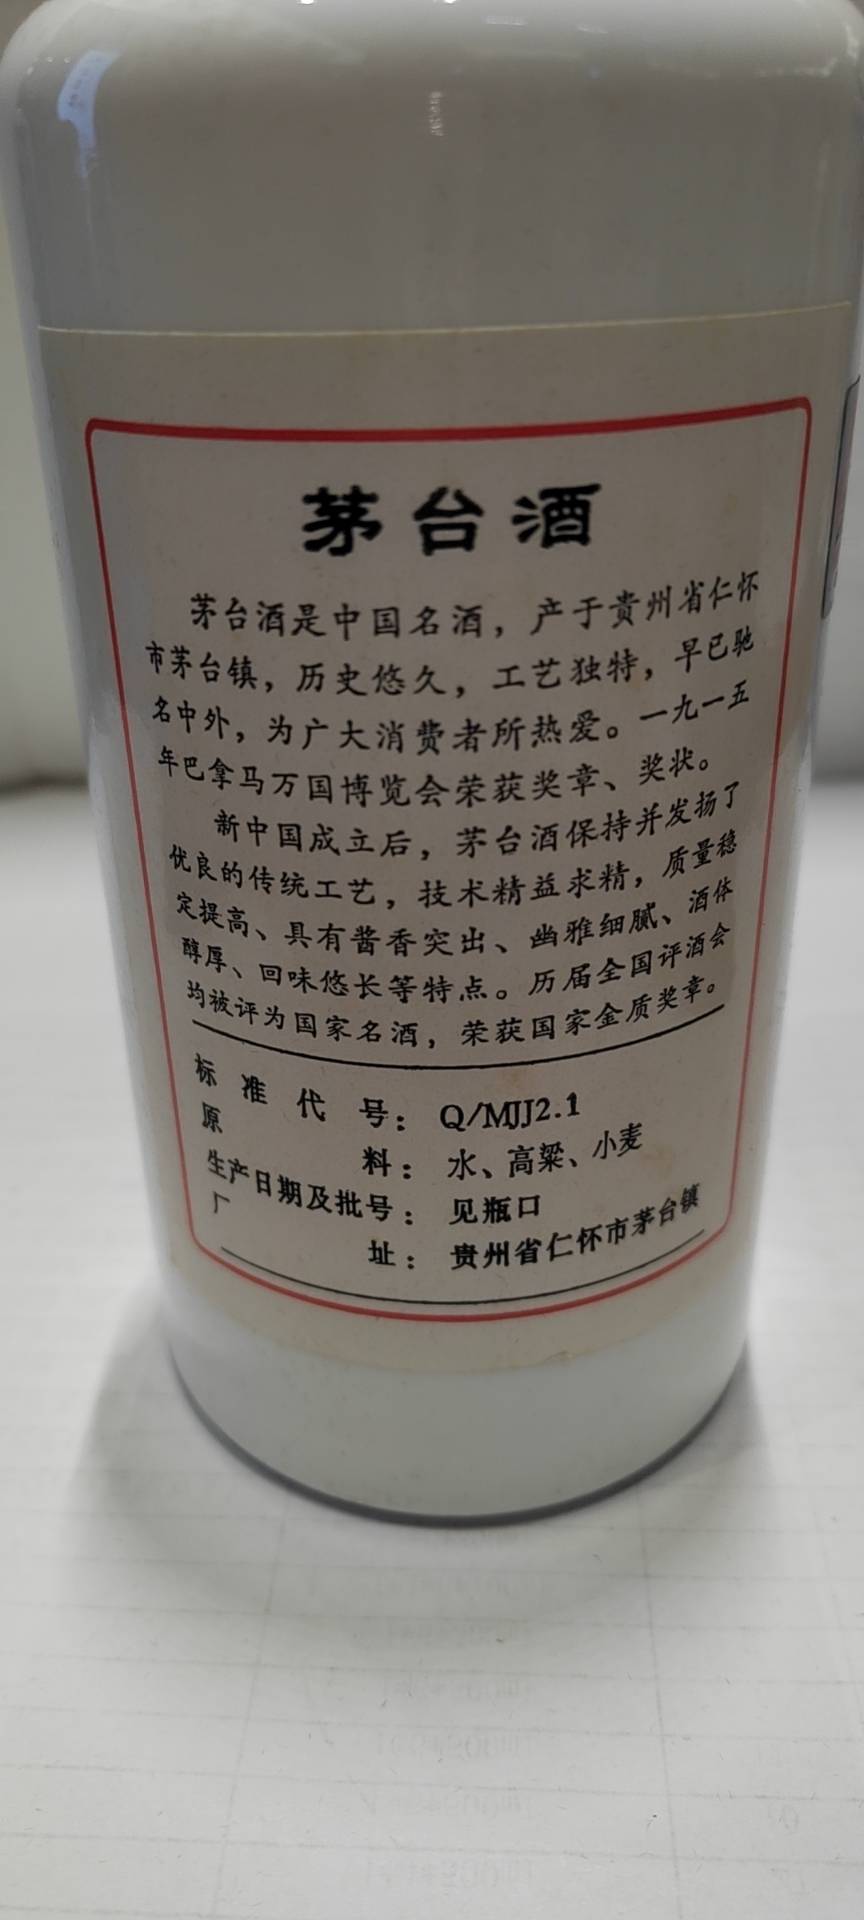 茅台酒
茅台酒是中国名酒，产于贵州省仁怀
市茅台镇，历史悠久，工艺独特，早已驰
名中外，为广大消费者所热爱。一九一五
年巴拿马万国博览会荣获奖章、奖状。
新中国成立后，茅台酒保持并发扬了
优良的传统工艺，技术精益求精，质量稳
定提高、具有酱香突出、幽雅细腻、酒体
醇厚、回味悠长等特点。历届全国评酒会
均被评为国家名酒，荣获国家金质奖章。
标准代号：Q/MJJ2.1
原料：水、高粱、小麦
生产日期及批号：见瓶口
厂址：贵州省仁怀市茅台镇